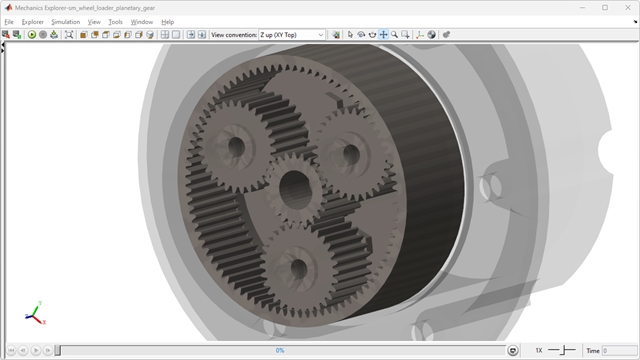 Mechanics Explorer-sm_wheel_loader_planetary_gear
File Explorer Simulation View Tools Window Help
View convention: Z up (XY Top)
Y
X
Z
0%
1X
Time 0